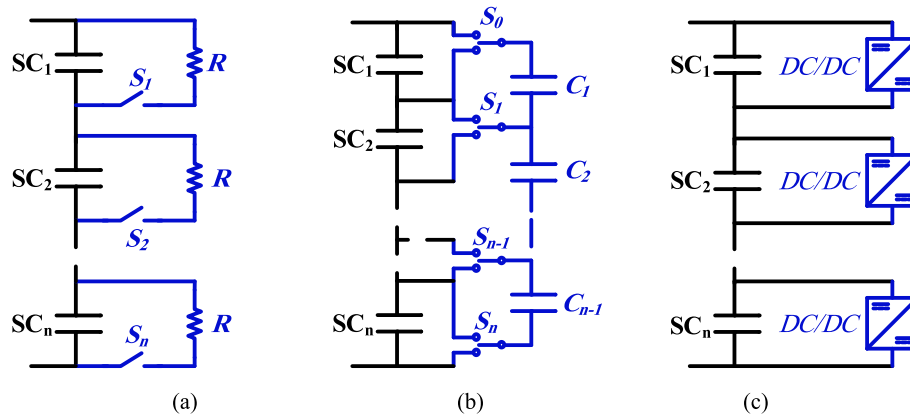 SC1
R
S1
SC2
R
S2
SCn
R
Sn
(a)
S0
SC1
C1
S1
SC2
C2
Sn-1
SCn
Cn-1
Sn
(b)
SC1
DC/DC
SC2
DC/DC
SCn
DC/DC
(c)